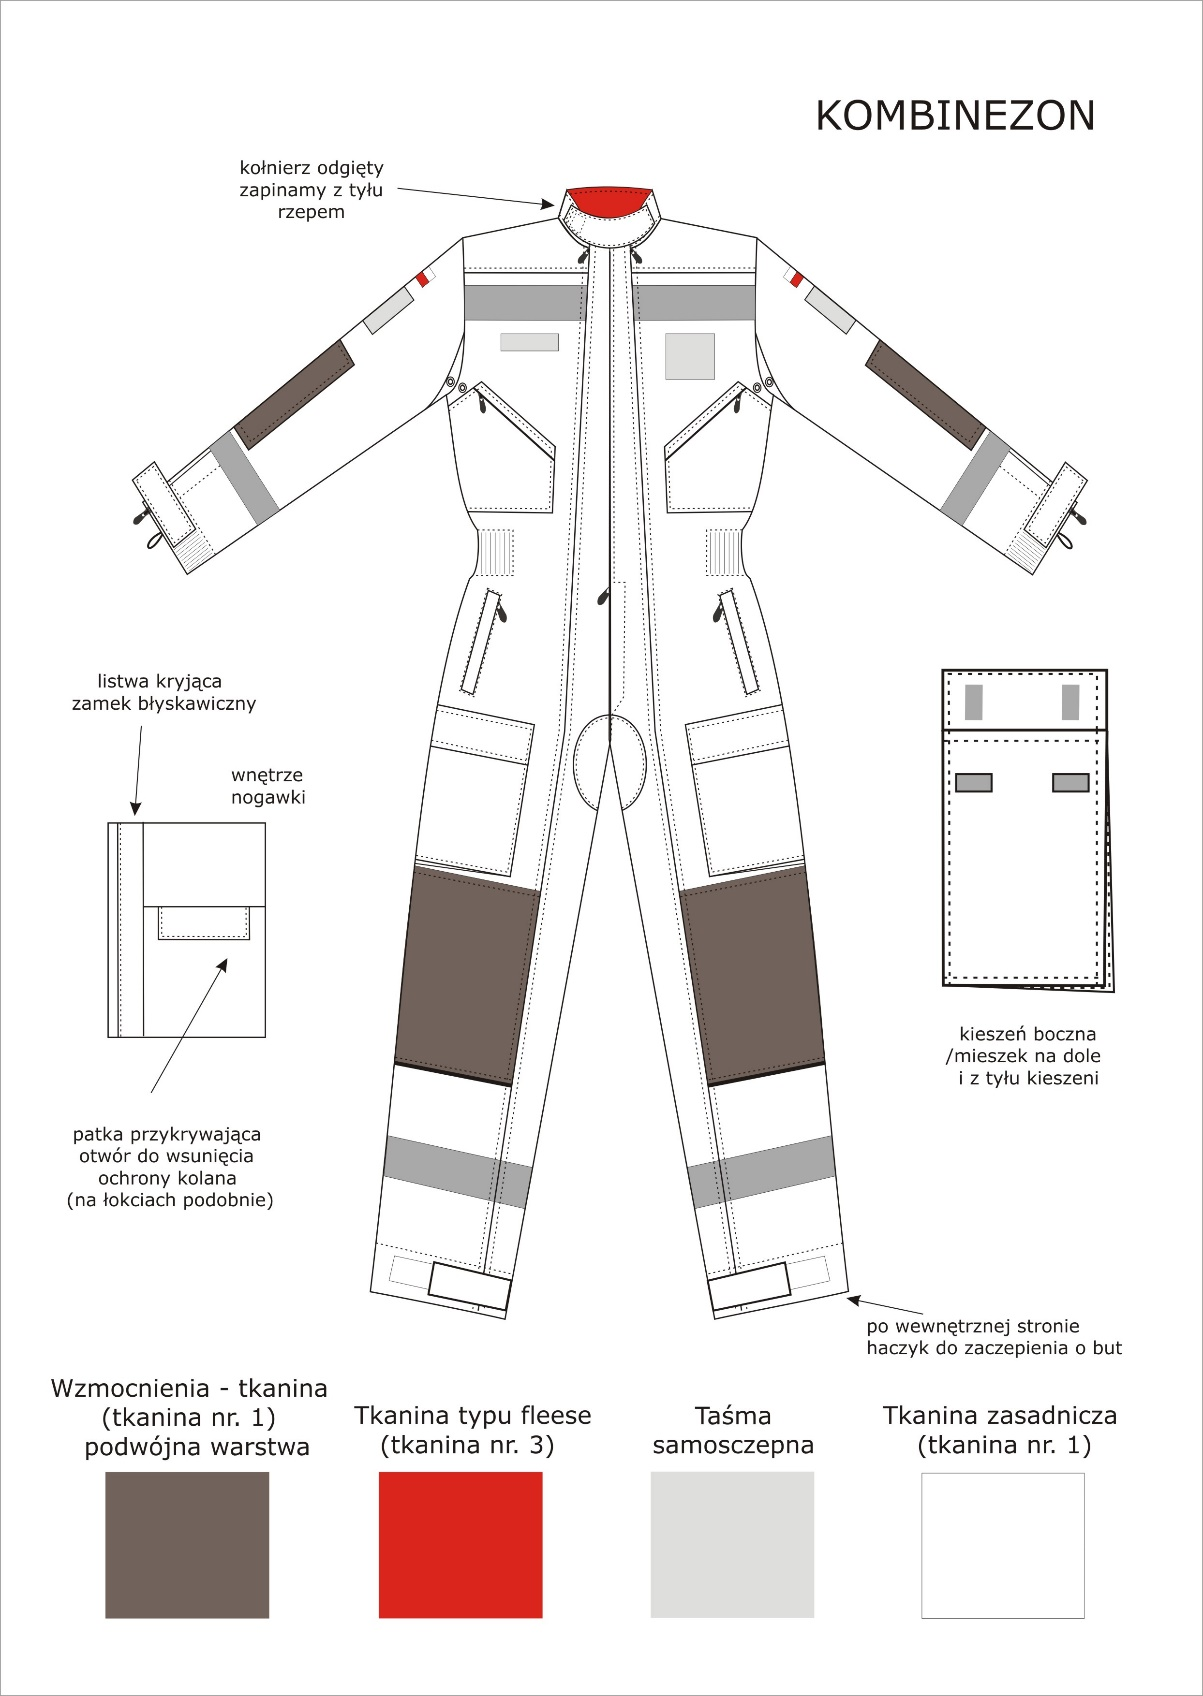 KOMBINEZON
kołnierz odgięty
zapinamy z tyłu
rzepem
listwa kryjąca
zamek błyskawiczny
wnętrze
nogawki
patka przykrywająca
otwór do wsunięcia
ochrony kolana
(na łokciach podobnie)
kieszeń boczna
/mieszek na dole
i z tyłu kieszeni
po wewnętrznej stronie
haczyk do zaczepienia o but
Wzmocnienia - tkanina
(tkanina nr. 1)
podwójna warstwa
Tkanina typu fleese
(tkanina nr. 3)
Taśma
samosczepna
Tkanina zasadnicza
(tkanina nr. 1)